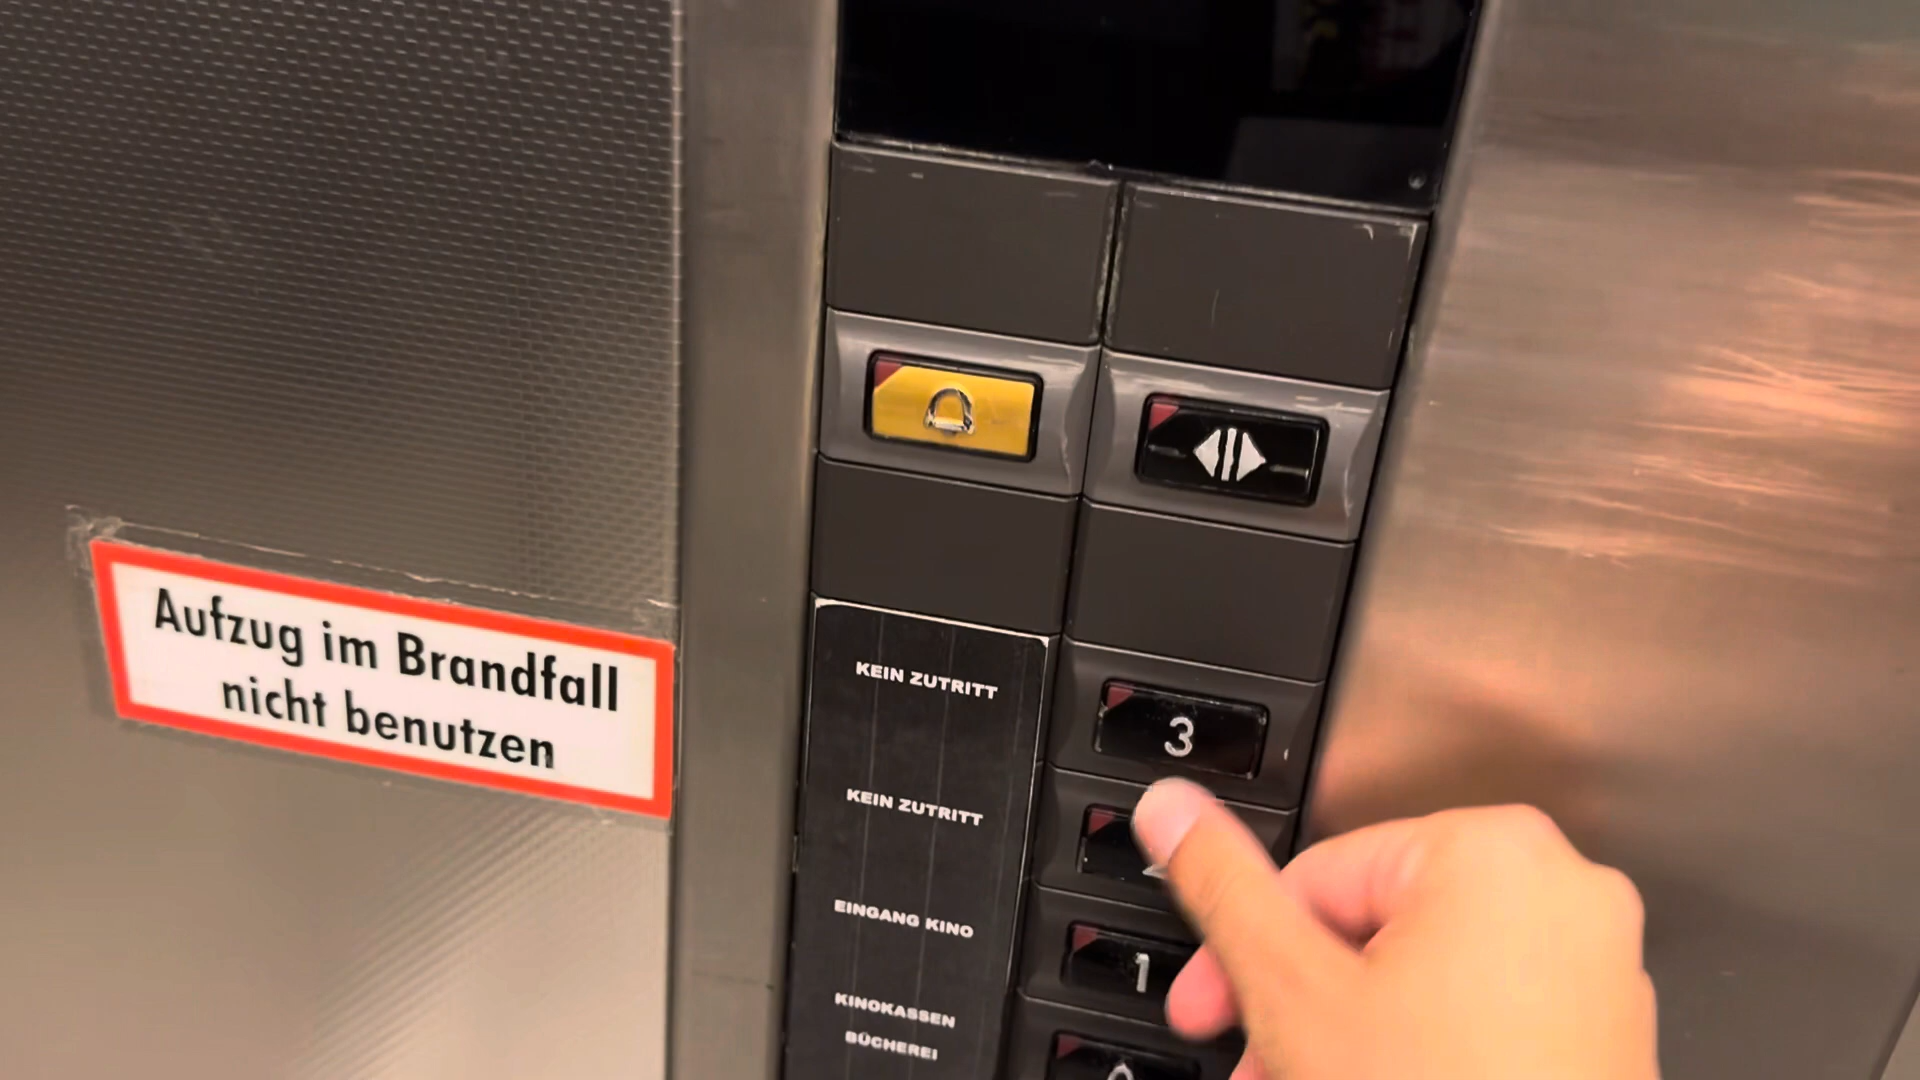 Aufzug im Brandfall
nicht benutzen
KEIN ZUTRITT
3
KEIN ZUTRITT
EINGANG KINO
1
KINOKASSEN
BÜCHEREI